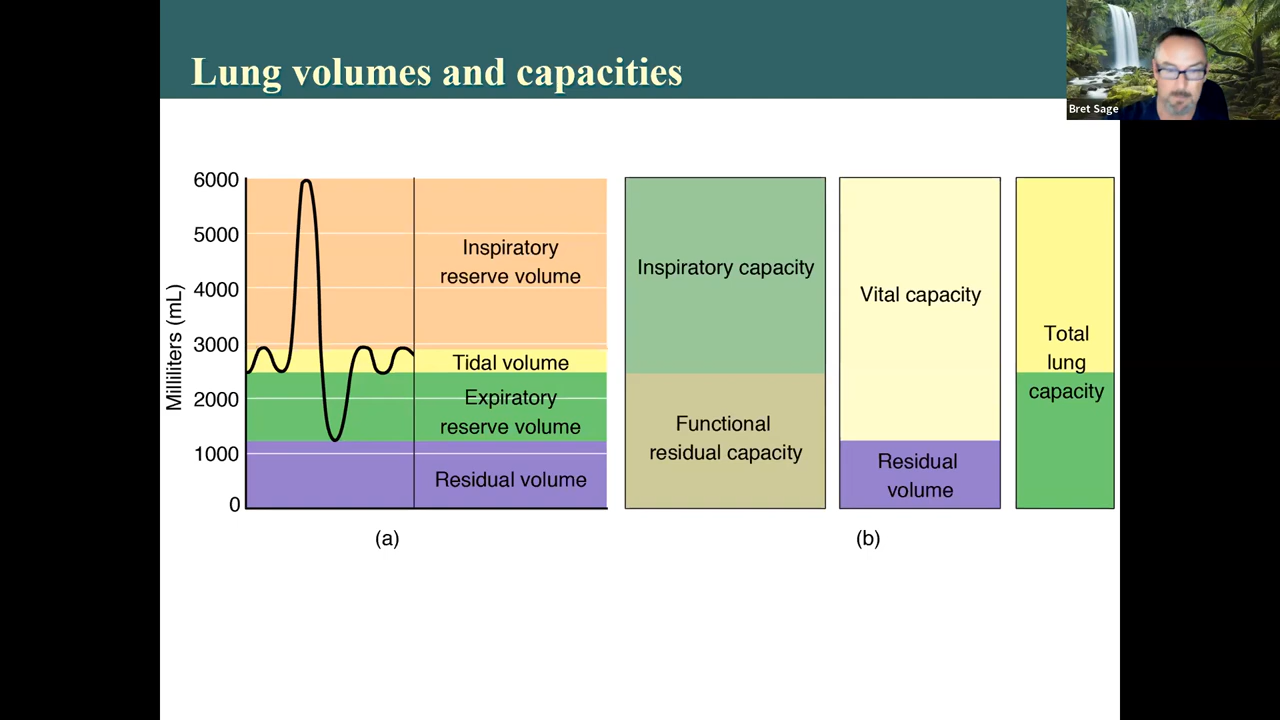 Lung volumes and capacities
Bret Sage
Milliliters (mL)
6000
5000
4000
3000
2000
1000
0
Inspiratory
reserve volume
Tidal volume
Expiratory
reserve volume
Residual volume
(a)
Inspiratory capacity
Functional
residual capacity
Vital capacity
Residual
volume
Total
lung
capacity
(b)